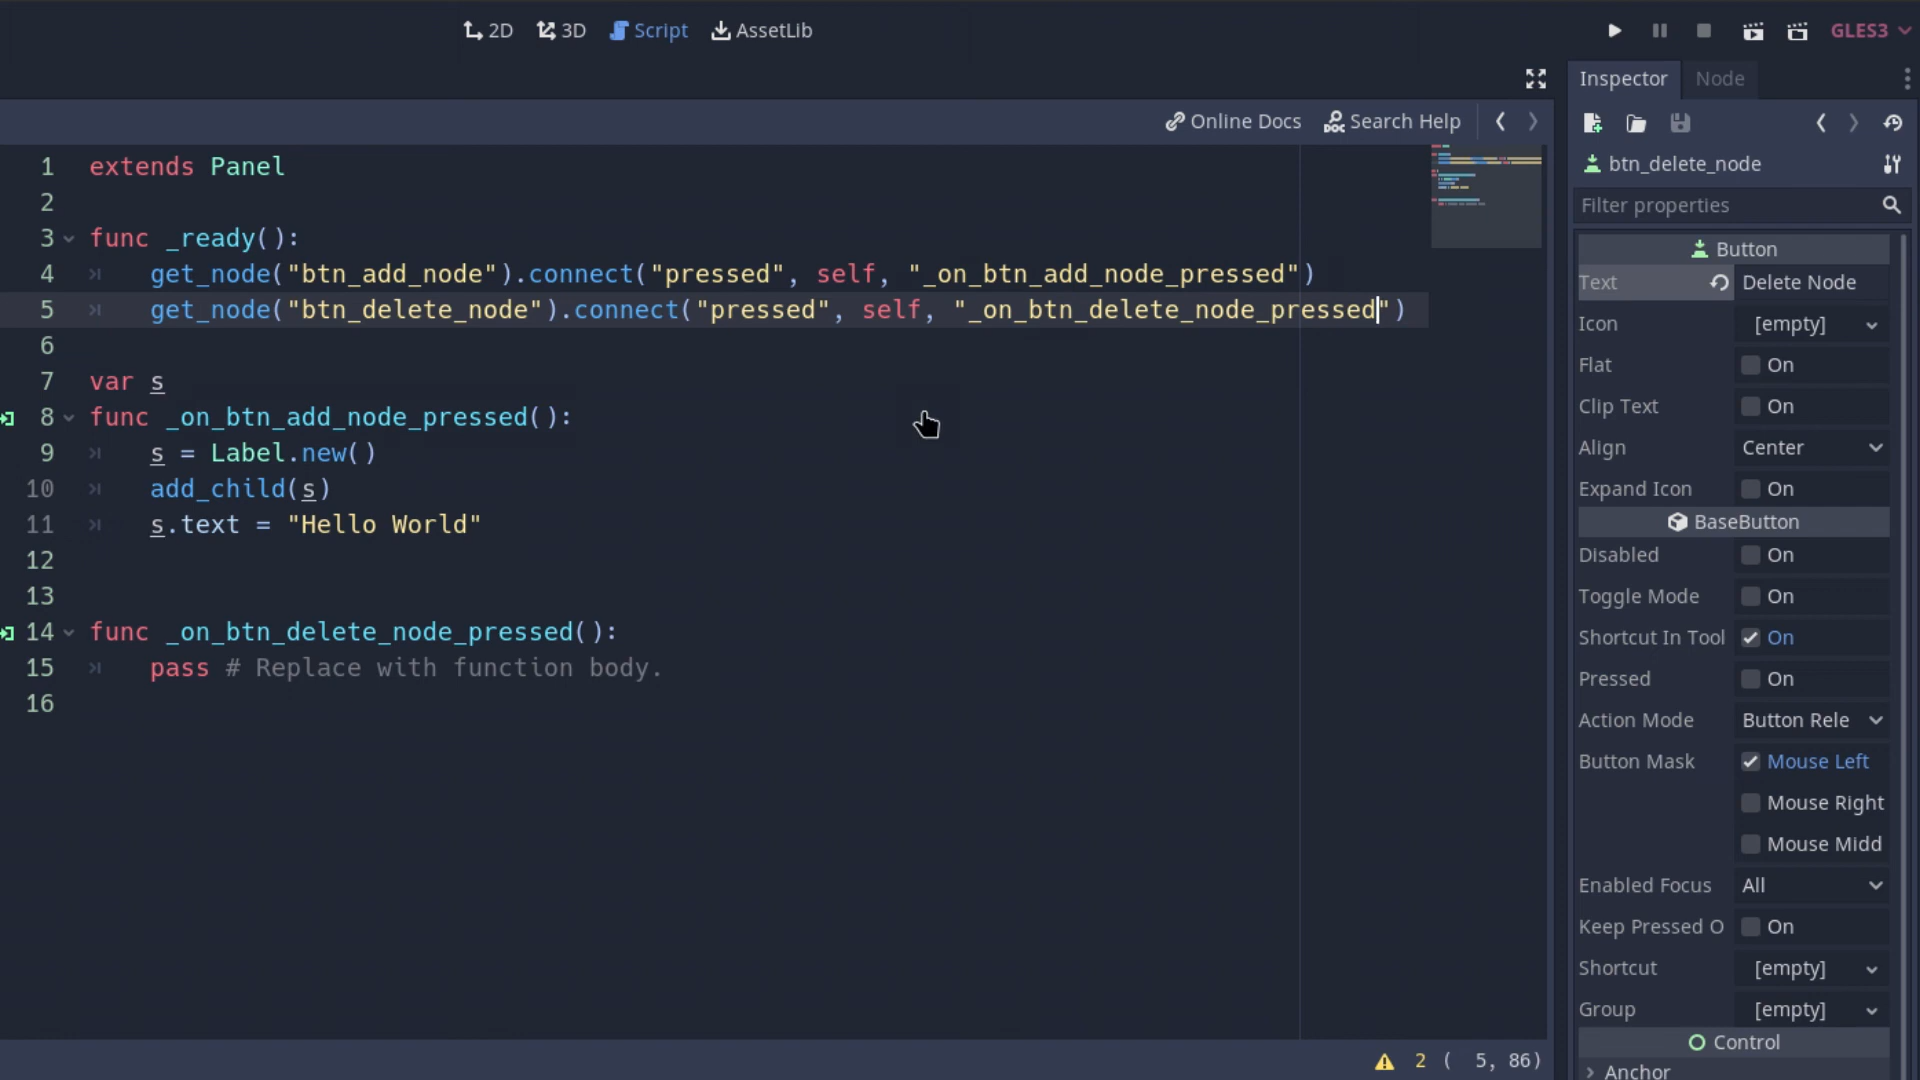 2D 3D Script AssetLib GLES3
Inspector Node
Online Docs Search Help
btn_delete_node
Filter properties
1 extends Panel
2
3 func _ready():
4 get_node("btn_add_node").connect("pressed", self, "_on_btn_add_node_pressed")
5 get_node("btn_delete_node").connect("pressed", self, "_on_btn_delete_node_pressed")
6
7 var s
8 func _on_btn_add_node_pressed():
9 s = Label.new()
10 add_child(s)
11 s.text = "Hello World"
12
13
14 func _on_btn_delete_node_pressed():
15 pass # Replace with function body.
16
Button
Text Delete Node
Icon [empty]
Flat On
Clip Text On
Align Center
Expand Icon On
BaseButton
Disabled On
Toggle Mode On
Shortcut In Tool On
Pressed On
Action Mode Button Rele
Button Mask Mouse Left
Mouse Right
Mouse Midd
Enabled Focus All
Keep Pressed O On
Shortcut [empty]
Group [empty]
Control
Anchor
2 ( 5, 86)